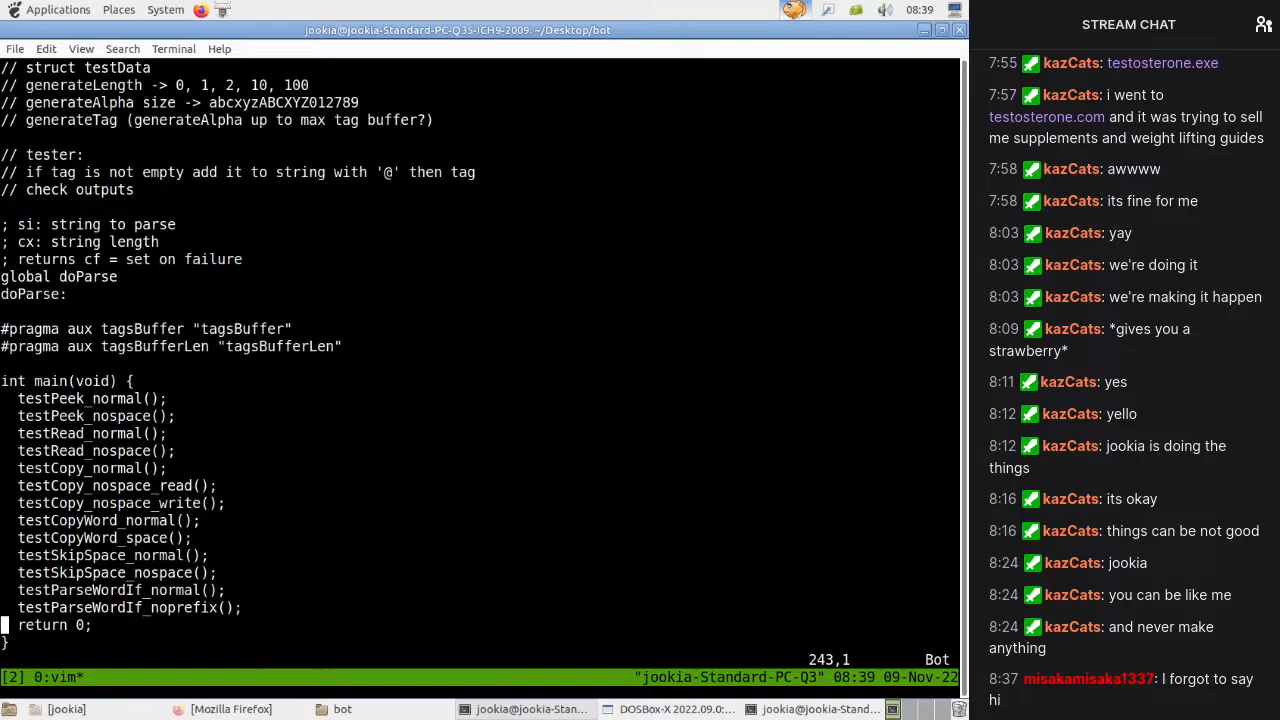 Applications Places System 08:39
jookia@jookia-Standard-PC-Q35-ICH9-2009: ~/Desktop/bot
File Edit View Search Terminal Help
// struct testData
// generateLength -> 0, 1, 2, 10, 100
// generateAlpha size -> abcxyzABCXYZ012789
// generateTag (generateAlpha up to max tag buffer?)
// tester:
// if tag is not empty add it to string with '@' then tag
// check outputs
; si: string to parse
; cx: string length
; returns cf = set on failure
global doParse
doParse:
#pragma aux tagsBuffer "tagsBuffer"
#pragma aux tagsBufferLen "tagsBufferLen"
int main(void) {
testPeek_normal();
testPeek_nospace();
testRead_normal();
testRead_nospace();
testCopy_normal();
testCopy_nospace_read();
testCopy_nospace_write();
testCopyWord_normal();
testCopyWord_space();
testSkipSpace_normal();
testSkipSpace_nospace();
testParseWordIf_normal();
testParseWordIf_noprefix();
return 0;
}
243,1 Bot
[2] 0:vim* "jookia-Standard-PC-Q3" 08:39 09-Nov-22
[jookia] [Mozilla Firefox] bot jookia@jookia-Stan... DOSBox-X 2022.09.0:... jookia@jookia-Stan...
STREAM CHAT
7:55 kazCats: testosterone.exe
7:57 kazCats: i went to
testosterone.com and it was trying to sell
me supplements and weight lifting guides
7:58 kazCats: awwww
7:58 kazCats: its fine for me
8:03 kazCats: yay
8:03 kazCats: we're doing it
8:03 kazCats: we're making it happen
8:09 kazCats: *gives you a
strawberry*
8:11 kazCats: yes
8:12 kazCats: yello
8:12 kazCats: jookia is doing the
things
8:16 kazCats: its okay
8:16 kazCats: things can be not good
8:24 kazCats: jookia
8:24 kazCats: you can be like me
8:24 kazCats: and never make
anything
8:37 misakamisaka1337: I forgot to say
hi